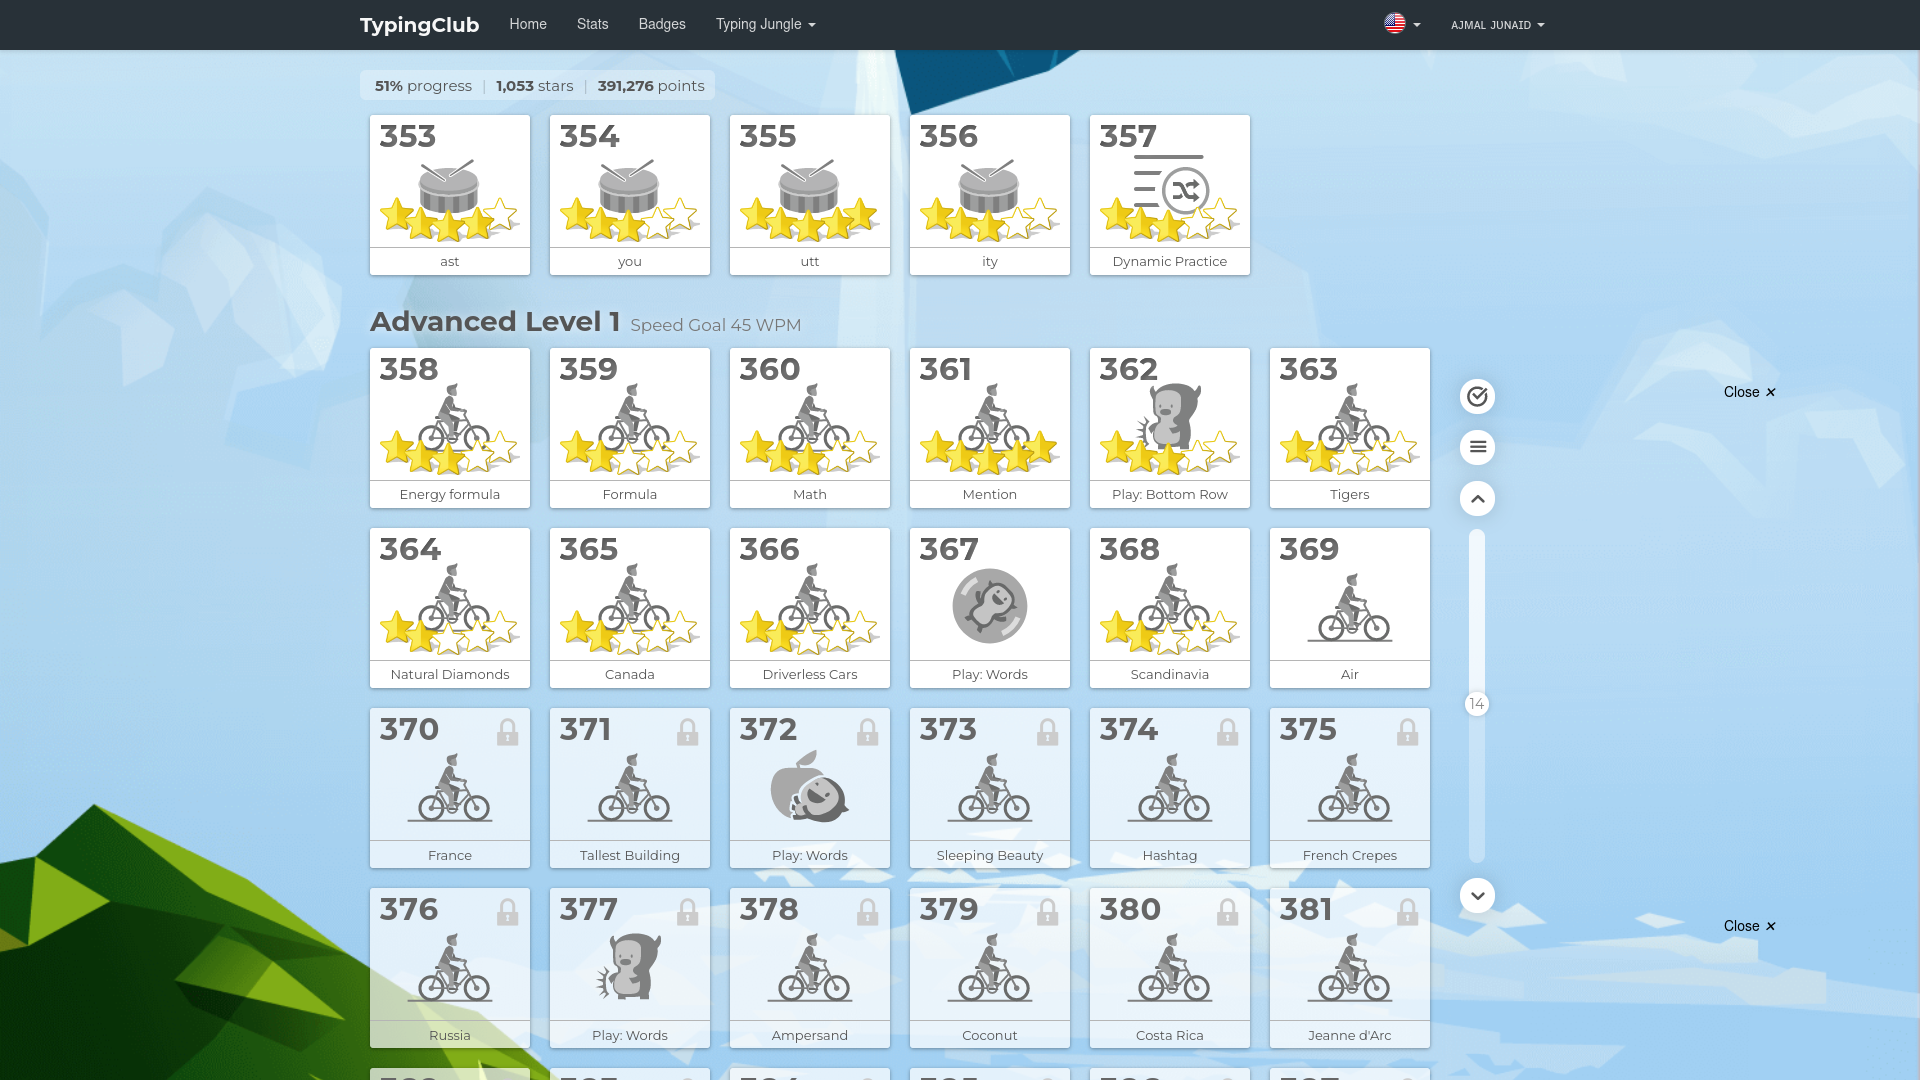 TypingClub Home Stats Badges Typing Jungle AJMAL JUNAID
51% progress | 1,053 stars | 391,276 points
353 354 355 356 357
ast you utt ity Dynamic Practice
Advanced Level 1 Speed Goal 45 WPM
358 359 360 361 362 363
Close ×
Energy formula Formula Math Mention Play: Bottom Row Tigers
364 365 366 367 368 369
Natural Diamonds Canada Driverless Cars Play: Words Scandinavia Air
14
370 371 372 373 374 375
France Tallest Building Play: Words Sleeping Beauty Hashtag French Crepes
376 377 378 379 380 381
Close ×
Russia Play: Words Ampersand Coconut Costa Rica Jeanne d'Arc